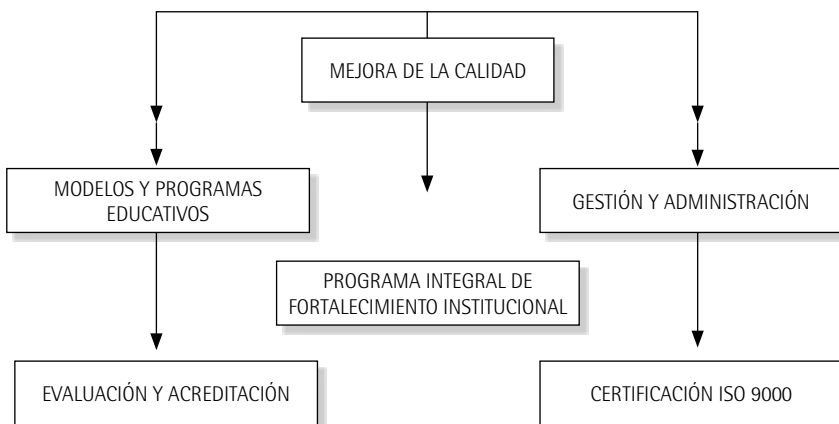 MEJORA DE LA CALIDAD
MODELOS Y PROGRAMAS
EDUCATIVOS
GESTIÓN Y ADMINISTRACIÓN
PROGRAMA INTEGRAL DE
FORTALECIMIENTO INSTITUCIONAL
EVALUACIÓN Y ACREDITACIÓN
CERTIFICACIÓN ISO 9000